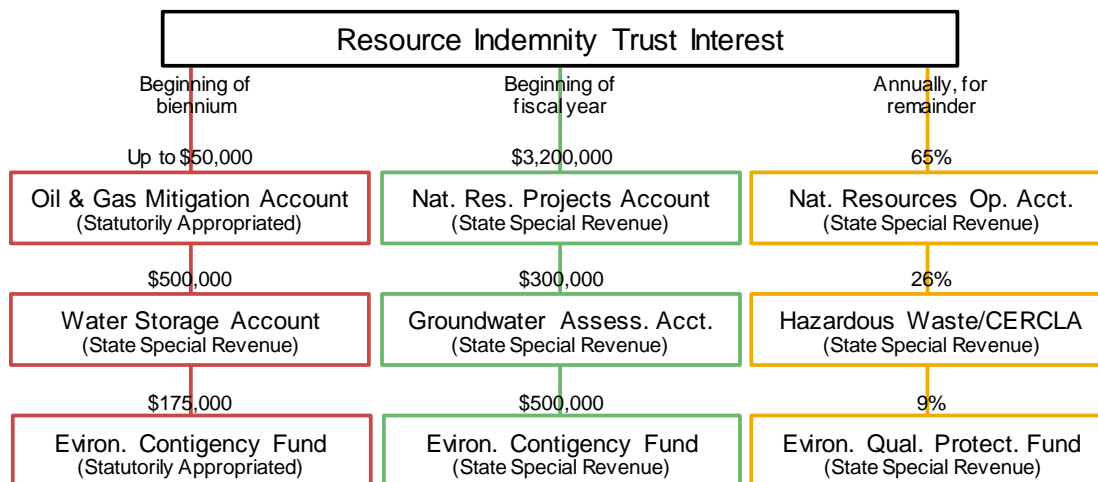 Resource Indemnity Trust Interest
Beginning of
biennium
Beginning of
fiscal year
Annually, for
remainder
Up to $50,000
$3,200,000
65%
Oil & Gas Mitigation Account
(Statutorily Appropriated)
Nat. Res. Projects Account
(State Special Revenue)
Nat. Resources Op. Acct.
(State Special Revenue)
$500,000
$300,000
26%
Water Storage Account
(State Special Revenue)
Groundwater Assess. Acct.
(State Special Revenue)
Hazardous Waste/CERCLA
(State Special Revenue)
$175,000
$500,000
9%
Eviron. Contigency Fund
(Statutorily Appropriated)
Eviron. Contigency Fund
(State Special Revenue)
Eviron. Qual. Protect. Fund
(State Special Revenue)